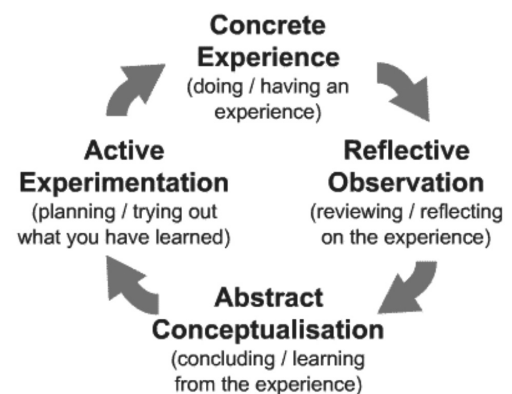 Concrete
Experience
(doing / having an
experience)
Reflective
Observation
(reviewing / reflecting
on the experience)
Abstract
Conceptualisation
(concluding / learning
from the experience)
Active
Experimentation
(planning / trying out
what you have learned)